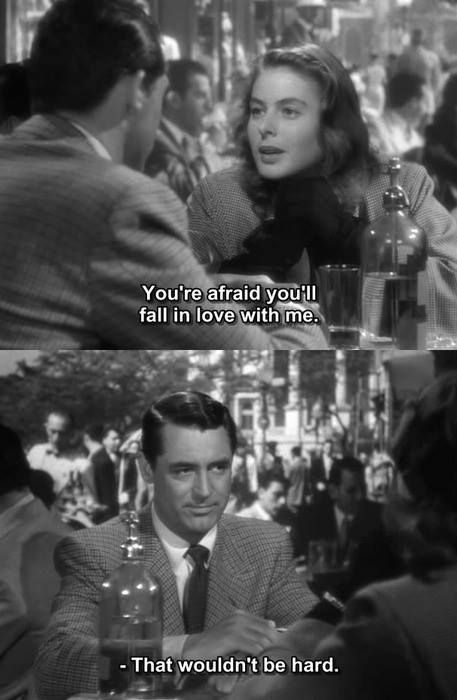 You're afraid you'll
fall in love with me.
- That wouldn't be hard.